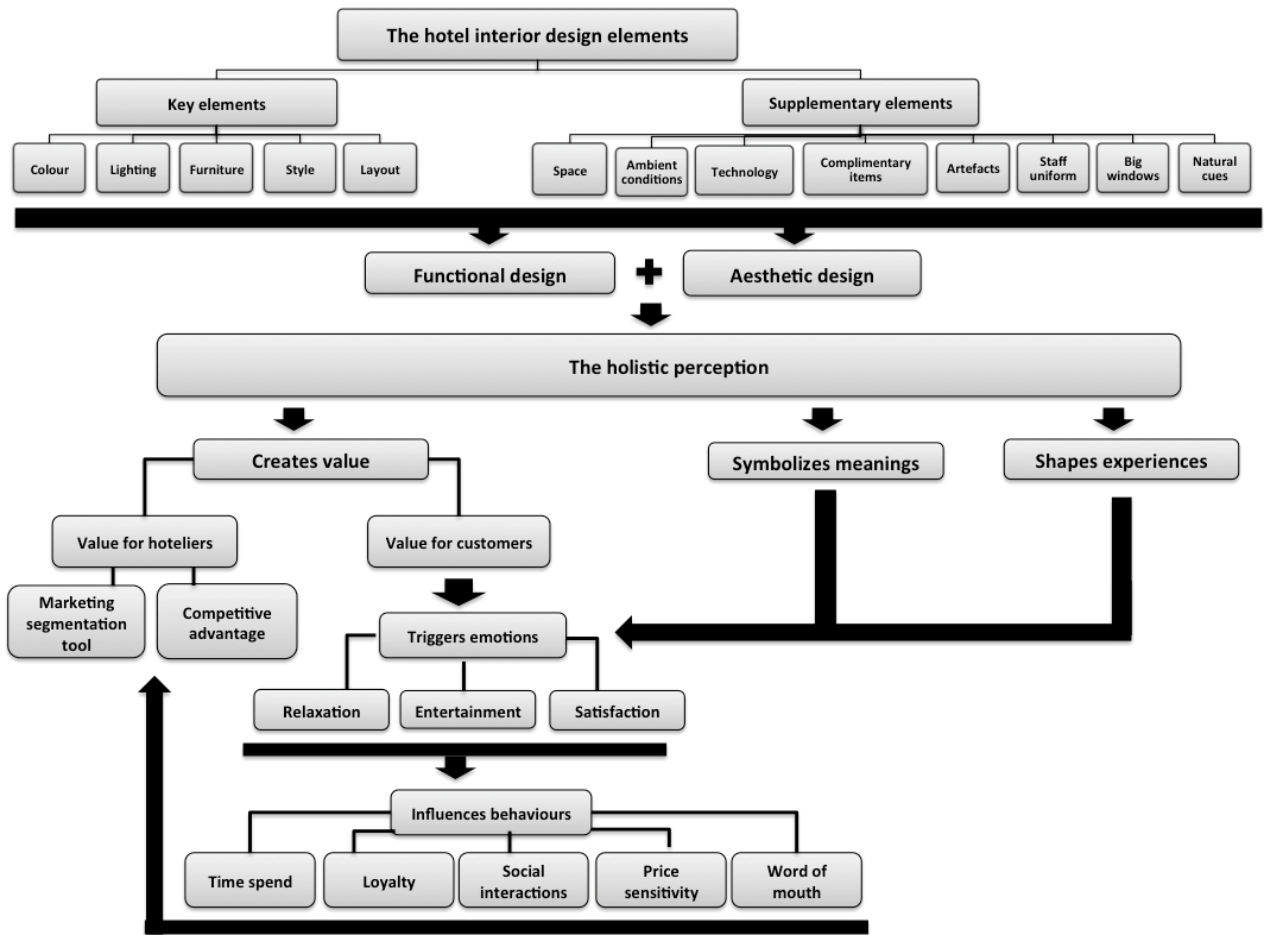 The hotel interior design elements
Key elements
Supplementary elements
Colour
Lighting
Furniture
Style
Layout
Space
Ambient
conditions
Technology
Complimentary
items
Artefacts
Staff
uniform
Big
windows
Natural
cues
Functional design
Aesthetic design
The holistic perception
Creates value
Symbolizes meanings
Shapes experiences
Value for hoteliers
Value for customers
Marketing
segmentation
tool
Competitive
advantage
Triggers emotions
Relaxation
Entertainment
Satisfaction
Influences behaviours
Time spend
Loyalty
Social
interactions
Price
sensitivity
Word of
mouth